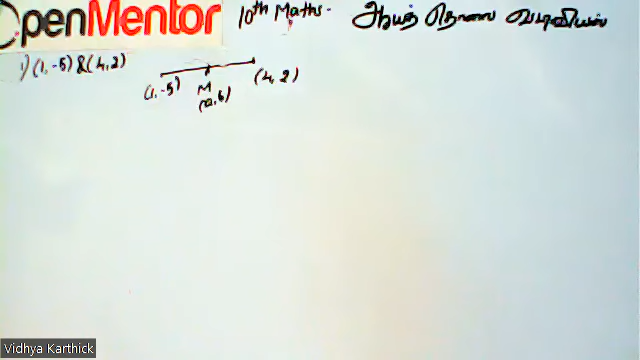 OpenMentor 10th Maths - ஆயத் தொலை வடிவியல்
1) (1, -5) & (4, 2)
(1, -5) M (4, 2)
(a, b)
Vidhya Karthick